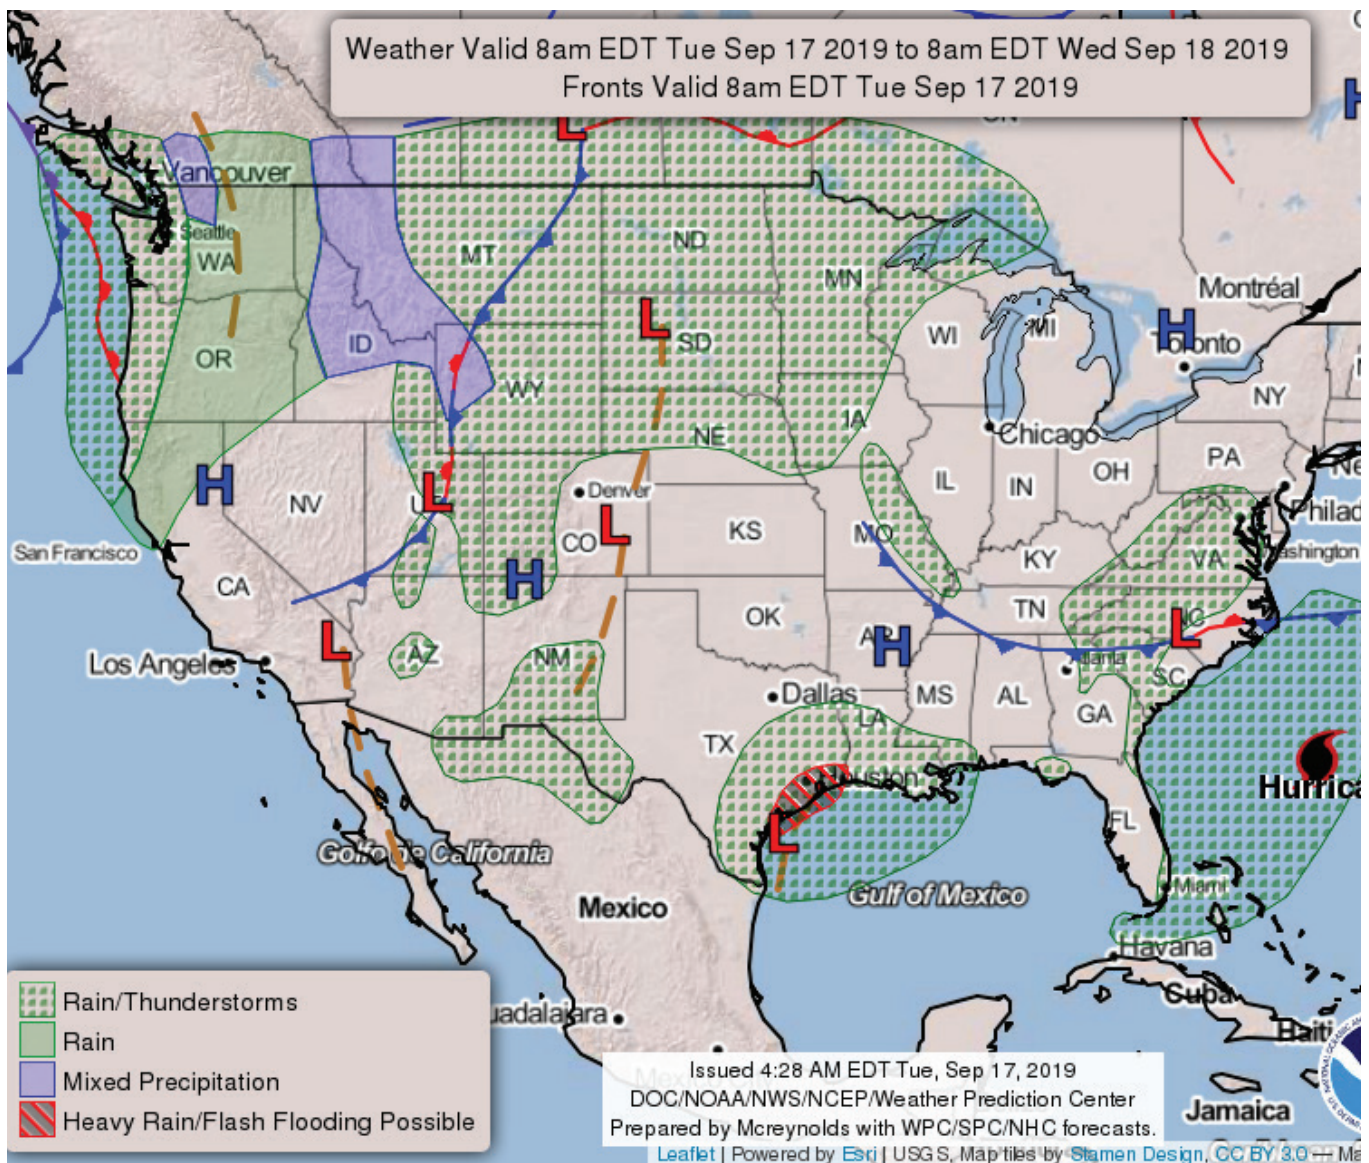 Weather Valid 8am EDT Tue Sep 17 2019 to 8am EDT Wed Sep 18 2019
Fronts Valid 8am EDT Tue Sep 17 2019
H
L
Vancouver
Seattle
WA
MT
ND
MN
Montréal
OR
ID
WY
L
SD
WI
MI
H
Toronto
NY
IA
NE
Chicago
H
NV
L
Denver
IL
IN
OH
PA
Philad
San Francisco
CA
CO
L
H
KS
MO
KY
VA
Washington
OK
TN
AR
H
NC
L
Los Angeles
L
AZ
NM
Dallas
MS
AL
Atlanta
SC
GA
TX
LA
Houston
L
Hurrica
FL
Golfo de California
Gulf of Mexico
Miami
Mexico
Havana
Cuba
Haiti
Jamaica
uadalajara
Mexico City
Rain/Thunderstorms
Rain
Mixed Precipitation
Heavy Rain/Flash Flooding Possible
Issued 4:28 AM EDT Tue, Sep 17, 2019
DOC/NOAA/NWS/NCEP/Weather Prediction Center
Prepared by Mcreynolds with WPC/SPC/NHC forecasts.
Leaflet | Powered by Esri | USGS, Map tiles by Stamen Design, CC BY 3.0 — Ma